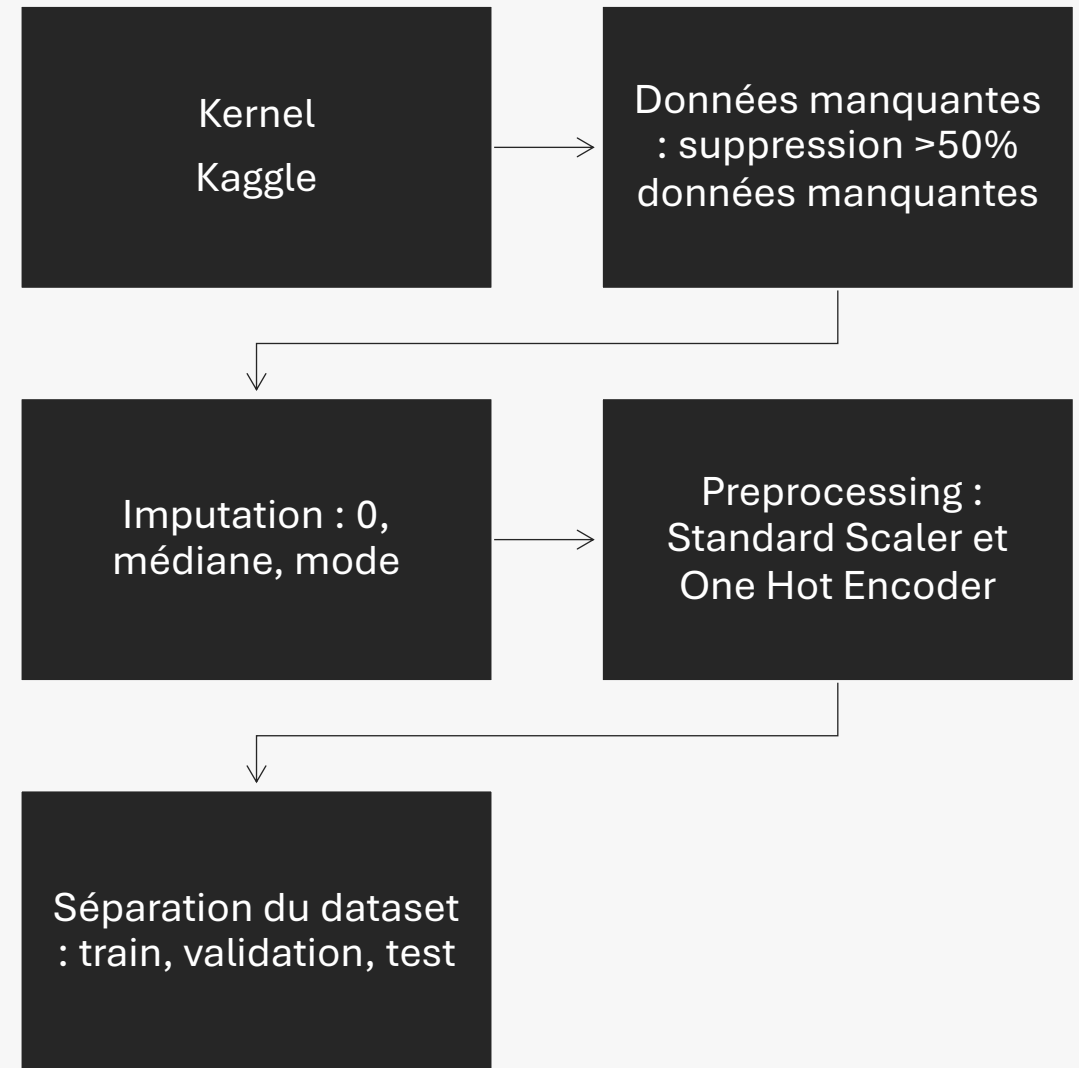 Kernel
Kaggle
Données manquantes
: suppression >50%
données manquantes
Imputation : 0,
médiane, mode
Preprocessing :
Standard Scaler et
One Hot Encoder
Séparation du dataset
: train, validation, test